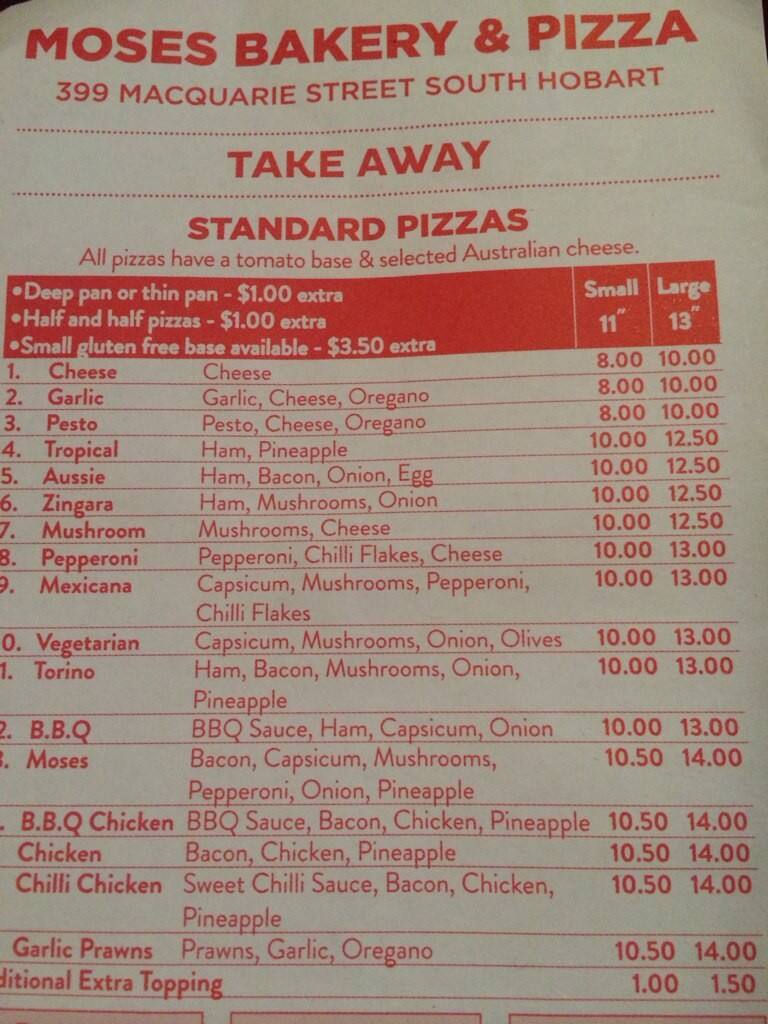 MOSES BAKERY & PIZZA
399 MACQUARIE STREET SOUTH HOBART
TAKE AWAY
STANDARD PIZZAS
All pizzas have a tomato base & selected Australian cheese.
•Deep pan or thin pan - $1.00 extra Small Large
•Half and half pizzas - $1.00 extra 11" 13"
•Small gluten free base available - $3.50 extra
1. Cheese Cheese 8.00 10.00
2. Garlic Garlic, Cheese, Oregano 8.00 10.00
3. Pesto Pesto, Cheese, Oregano 8.00 10.00
4. Tropical Ham, Pineapple 10.00 12.50
5. Aussie Ham, Bacon, Onion, Egg 10.00 12.50
6. Zingara Ham, Mushrooms, Onion 10.00 12.50
7. Mushroom Mushrooms, Cheese 10.00 12.50
8. Pepperoni Pepperoni, Chilli Flakes, Cheese 10.00 13.00
9. Mexicana Capsicum, Mushrooms, Pepperoni, 10.00 13.00
Chilli Flakes
0. Vegetarian Capsicum, Mushrooms, Onion, Olives 10.00 13.00
1. Torino Ham, Bacon, Mushrooms, Onion, 10.00 13.00
Pineapple
2. B.B.Q BBQ Sauce, Ham, Capsicum, Onion 10.00 13.00
3. Moses Bacon, Capsicum, Mushrooms, 10.50 14.00
Pepperoni, Onion, Pineapple
. B.B.Q Chicken BBQ Sauce, Bacon, Chicken, Pineapple 10.50 14.00
Chicken Bacon, Chicken, Pineapple 10.50 14.00
Chilli Chicken Sweet Chilli Sauce, Bacon, Chicken, 10.50 14.00
Pineapple
Garlic Prawns Prawns, Garlic, Oregano 10.50 14.00
ditional Extra Topping 1.00 1.50